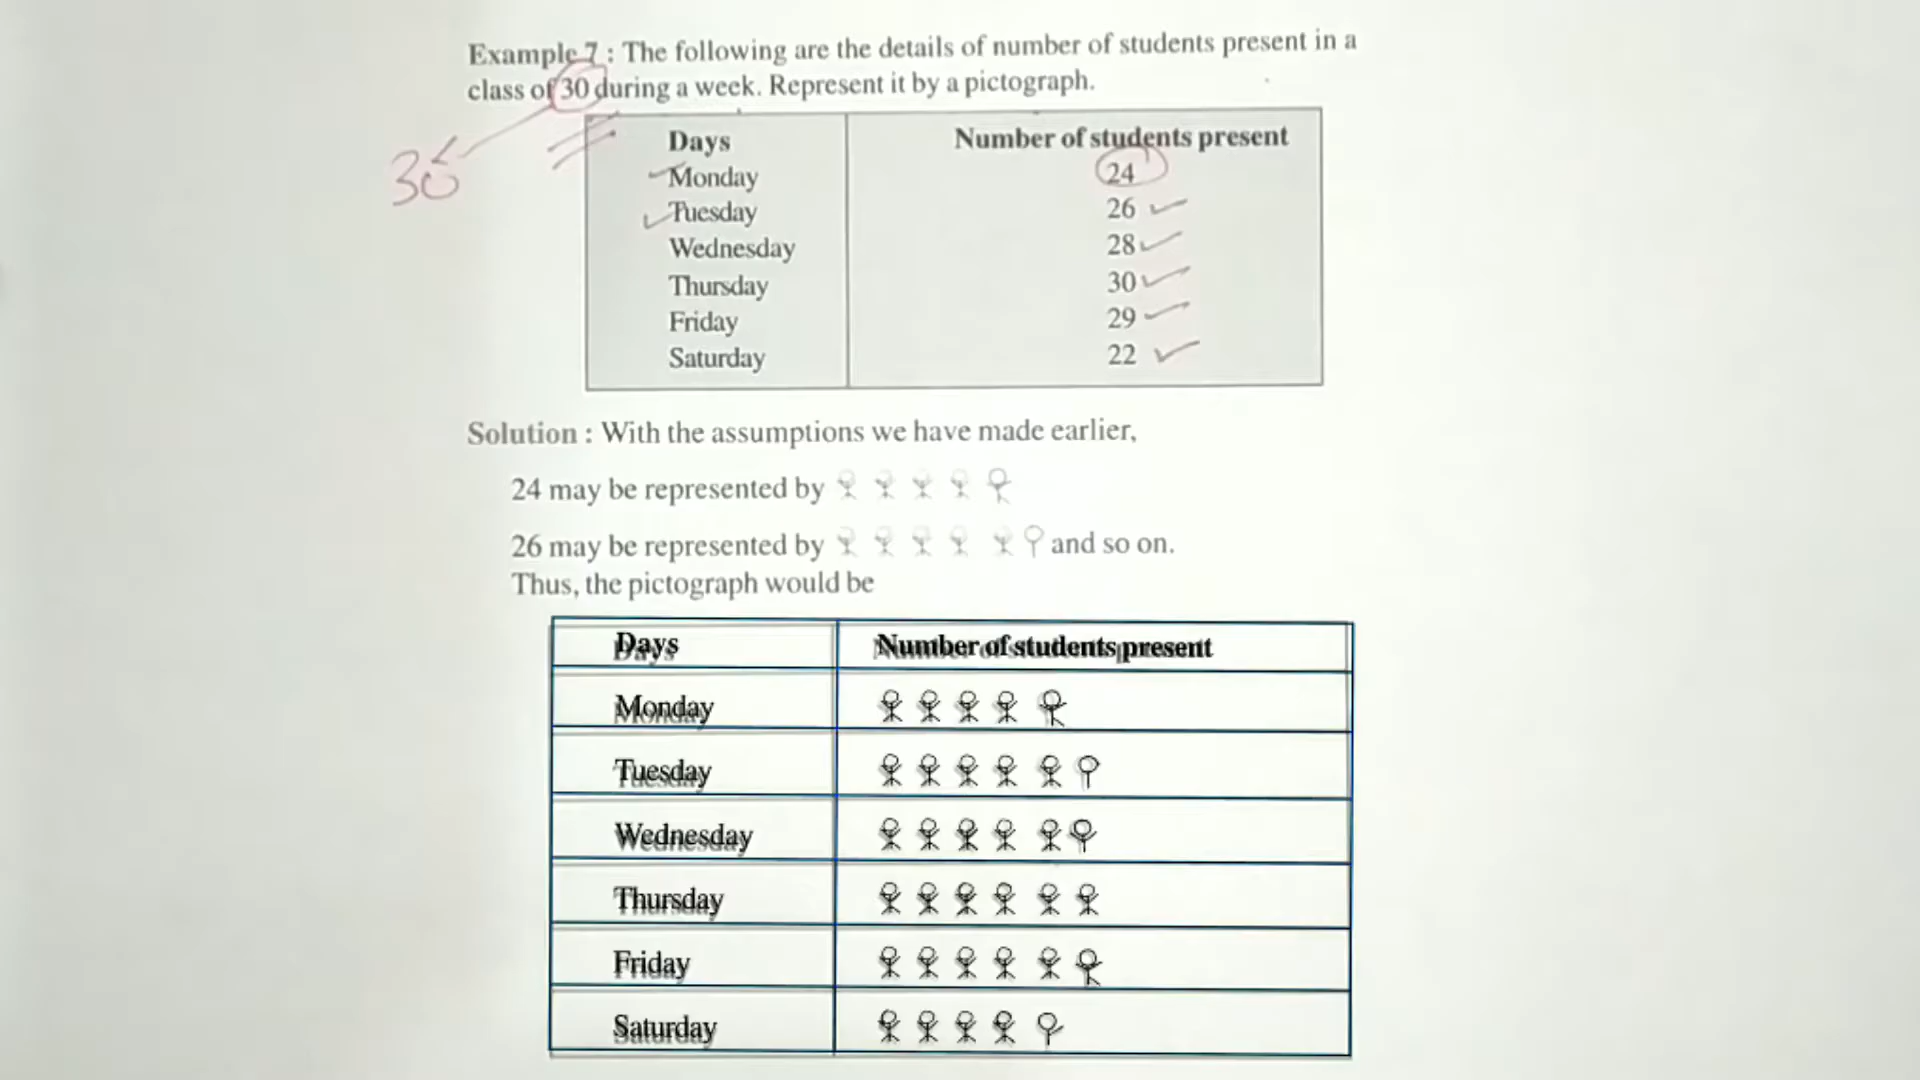 Example 7 : The following are the details of number of students present in a
class of 30 during a week. Represent it by a pictograph.
30
Days Number of students present
Monday 24
Tuesday 26
Wednesday 28
Thursday 30
Friday 29
Saturday 22
Solution : With the assumptions we have made earlier,
24 may be represented by
26 may be represented by and so on.
Thus, the pictograph would be
Days Number of students present
Monday
Tuesday
Wednesday
Thursday
Friday
Saturday